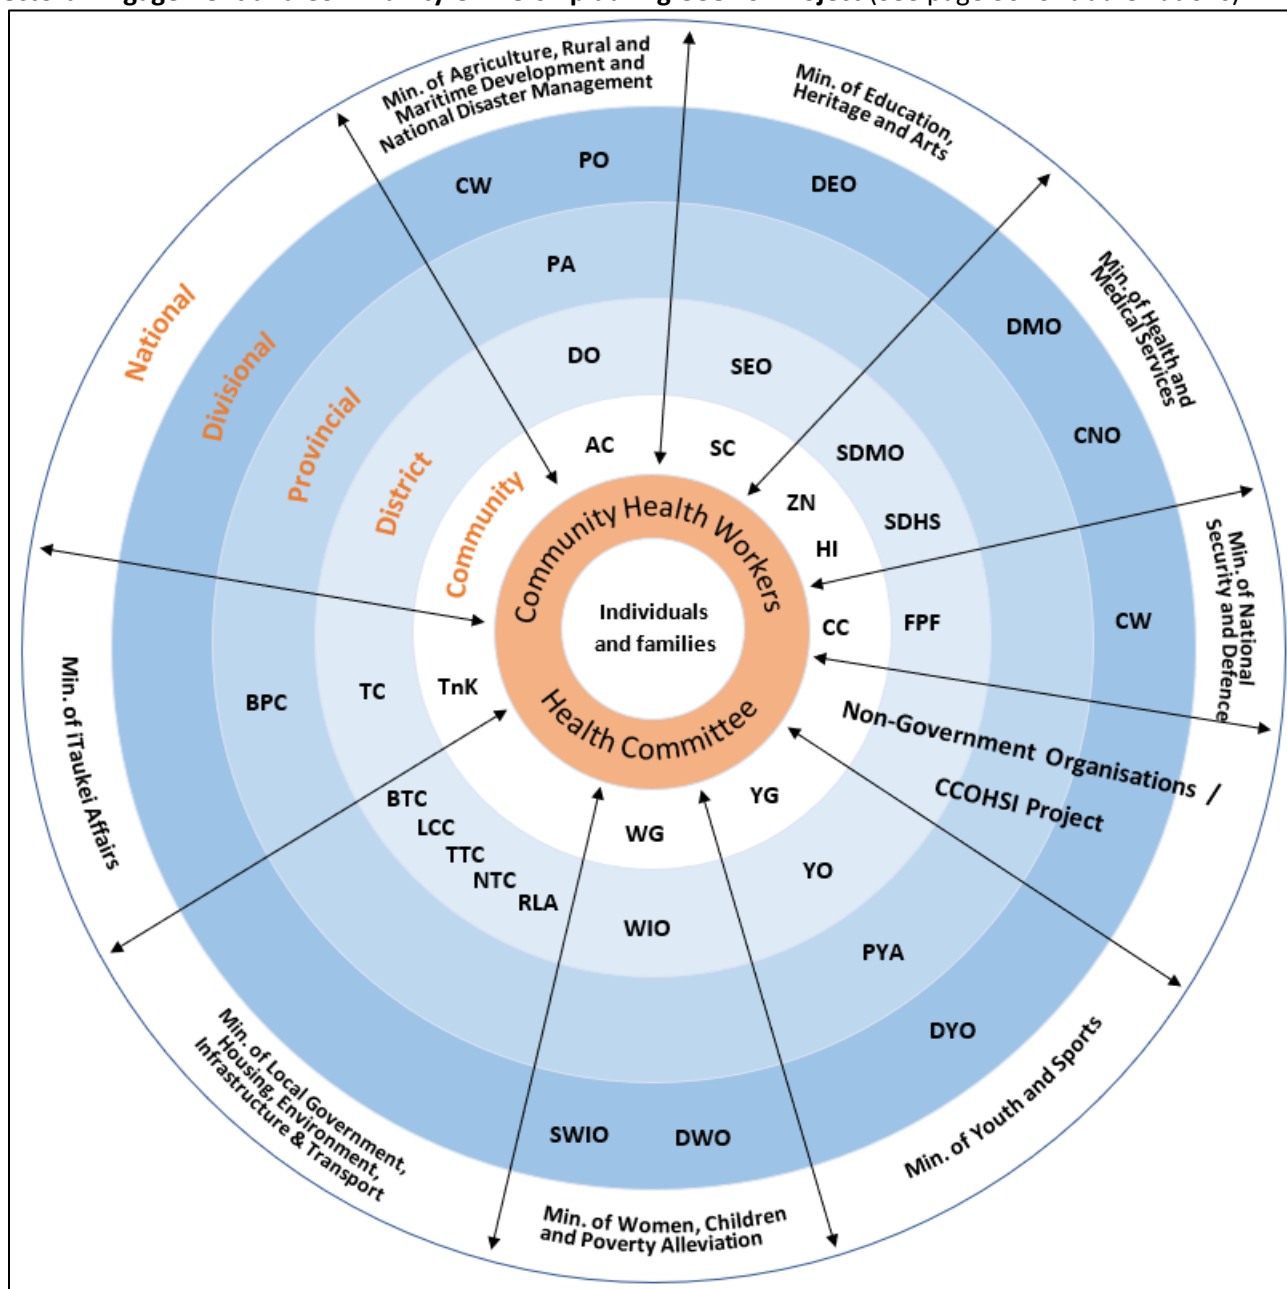 Min. of Agriculture, Rural and
Maritime Development and
National Disaster Management
Min. of Education,
Heritage and Arts
Min. of Health and
Medical Services
Min. of National
Security and Defence
Non-Government Organisations /
CCOHSI Project
Min. of Youth and Sports
Min. of Women, Children
and Poverty Alleviation
Min. of Local Government,
Housing, Environment,
Infrastructure & Transport
Min. of iTaukei Affairs
National
Divisional
Provincial
District
Community
CW
PO
PA
DO
AC
DEO
SEO
SC
DMO
CNO
SDMO
SDHS
ZN
HI
CW
FPF
CC
YG
YO
PYA
DYO
WG
WIO
SWIO
DWO
BTC
LCC
TTC
NTC
RLA
BPC
TC
TnK
Community Health Workers
Individuals
and families
Health Committee